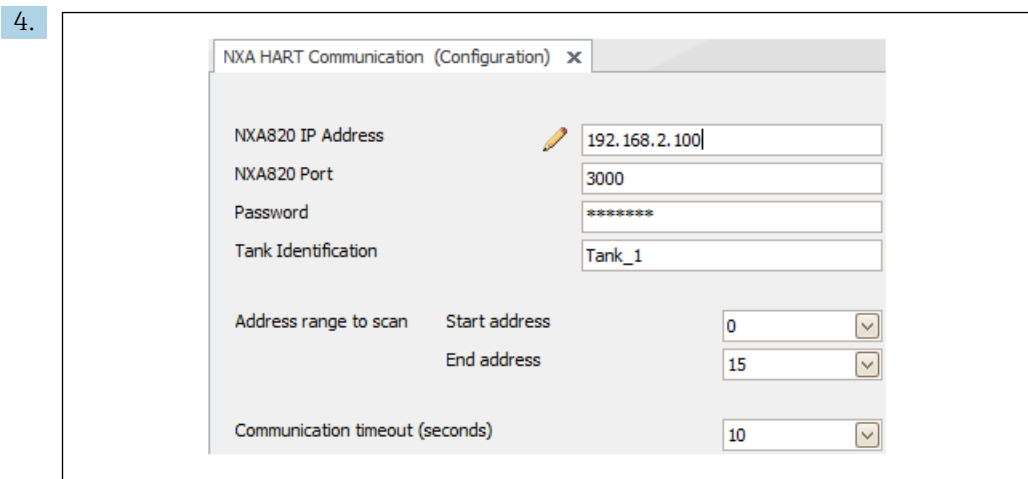 4.
NXA HART Communication (Configuration) x
NXA820 IP Address 192.168.2.100
NXA820 Port 3000
Password *******
Tank Identification Tank_1
Address range to scan Start address 0
End address 15
Communication timeout (seconds) 10